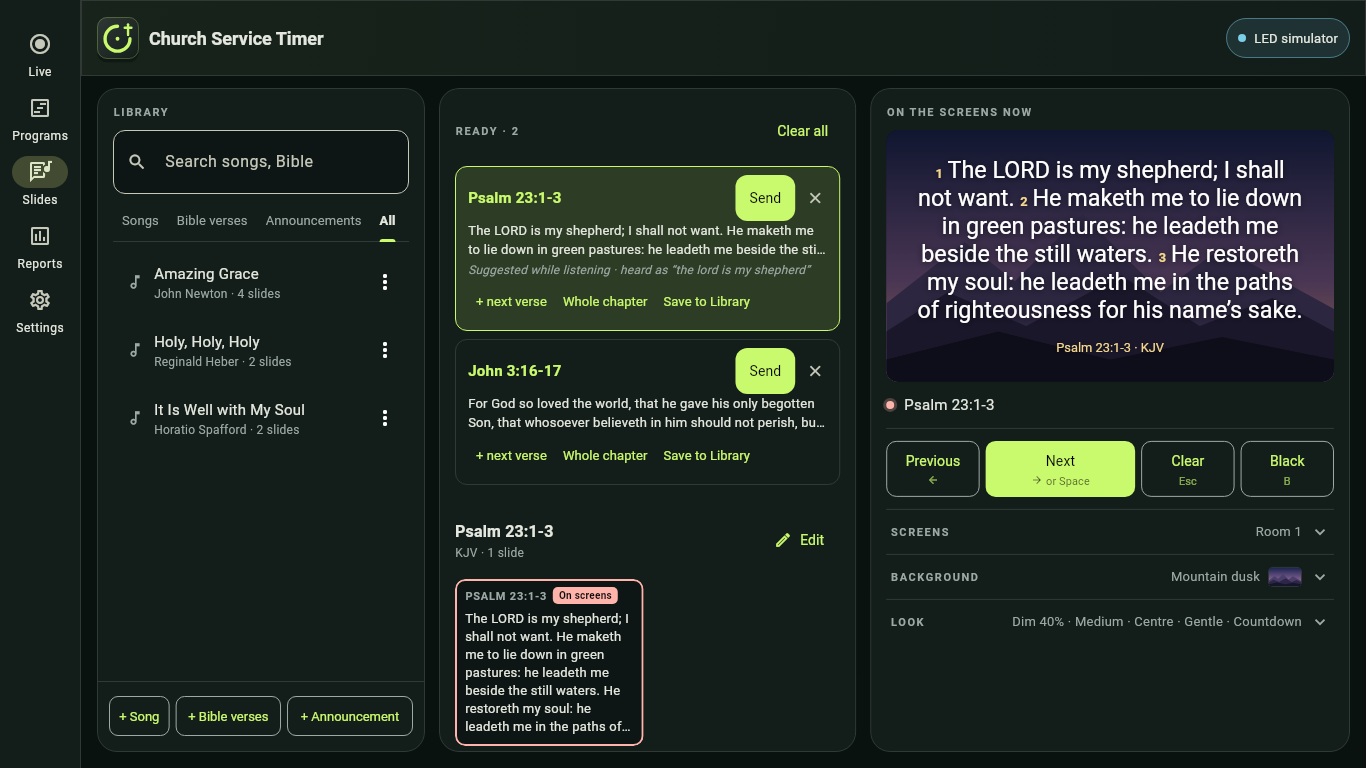 Church Service Timer
LED simulator
Live
Programs
Slides
Reports
Settings
LIBRARY
Search songs, Bible
Songs
Bible verses
Announcements
All
Amazing Grace
John Newton · 4 slides
Holy, Holy, Holy
Reginald Heber · 2 slides
It Is Well with My Soul
Horatio Spafford · 2 slides
+ Song
+ Bible verses
+ Announcement
READY · 2
Clear all
Psalm 23:1-3
Send
The LORD is my shepherd; I shall not want. He maketh me
to lie down in green pastures: he leadeth me beside the sti…
Suggested while listening · heard as “the lord is my shepherd”
+ next verse
Whole chapter
Save to Library
John 3:16-17
Send
For God so loved the world, that he gave his only begotten
Son, that whosoever believeth in him should not perish, bu…
+ next verse
Whole chapter
Save to Library
Psalm 23:1-3
KJV · 1 slide
Edit
PSALM 23:1-3
On screens
The LORD is my shepherd; I
shall not want. He maketh
me to lie down in green
pastures: he leadeth me
beside the still waters. He
restoreth my soul: he
leadeth me in the paths of…
ON THE SCREENS NOW
1 The LORD is my shepherd; I shall
not want. 2 He maketh me to lie down
in green pastures: he leadeth me
beside the still waters. 3 He restoreth
my soul: he leadeth me in the paths
of righteousness for his name’s sake.
Psalm 23:1-3 · KJV
Psalm 23:1-3
Previous
←
Next
→ or Space
Clear
Esc
Black
B
SCREENS
Room 1
BACKGROUND
Mountain dusk
LOOK
Dim 40% · Medium · Centre · Gentle · Countdown